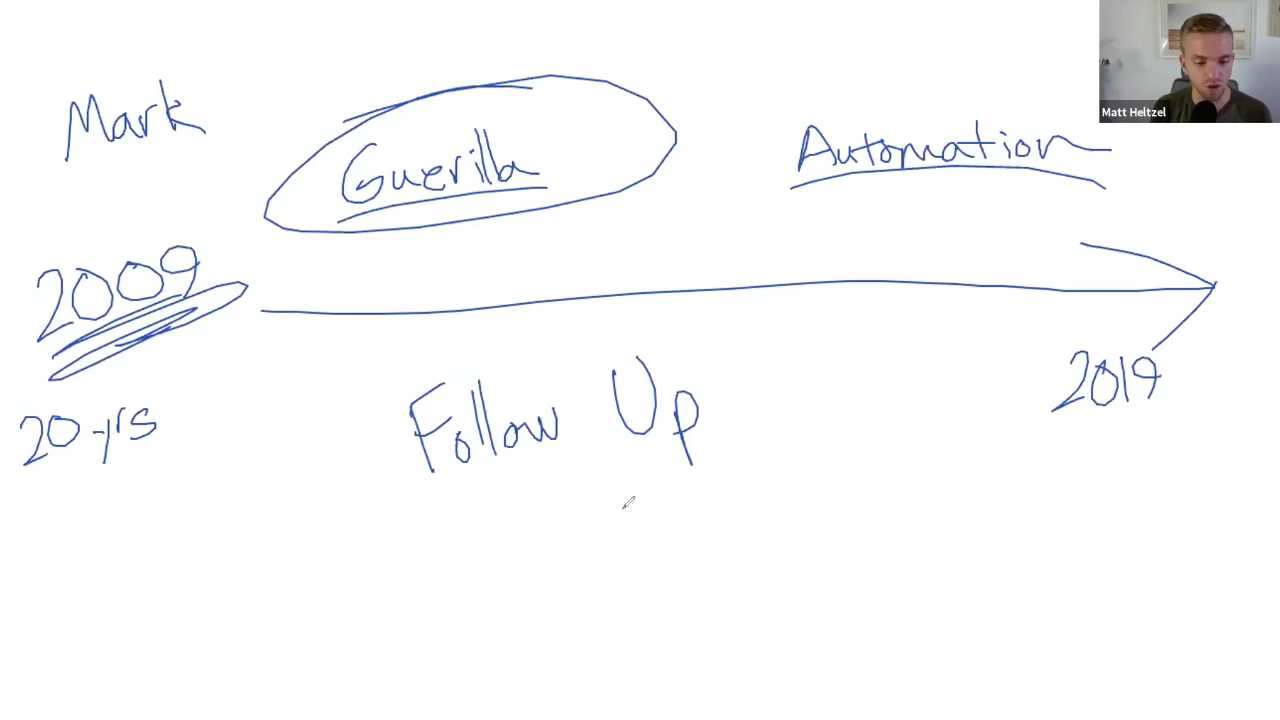 Matt Heltzel
Mark
Guerilla
Automation
2009
2019
20 yrs
Follow Up